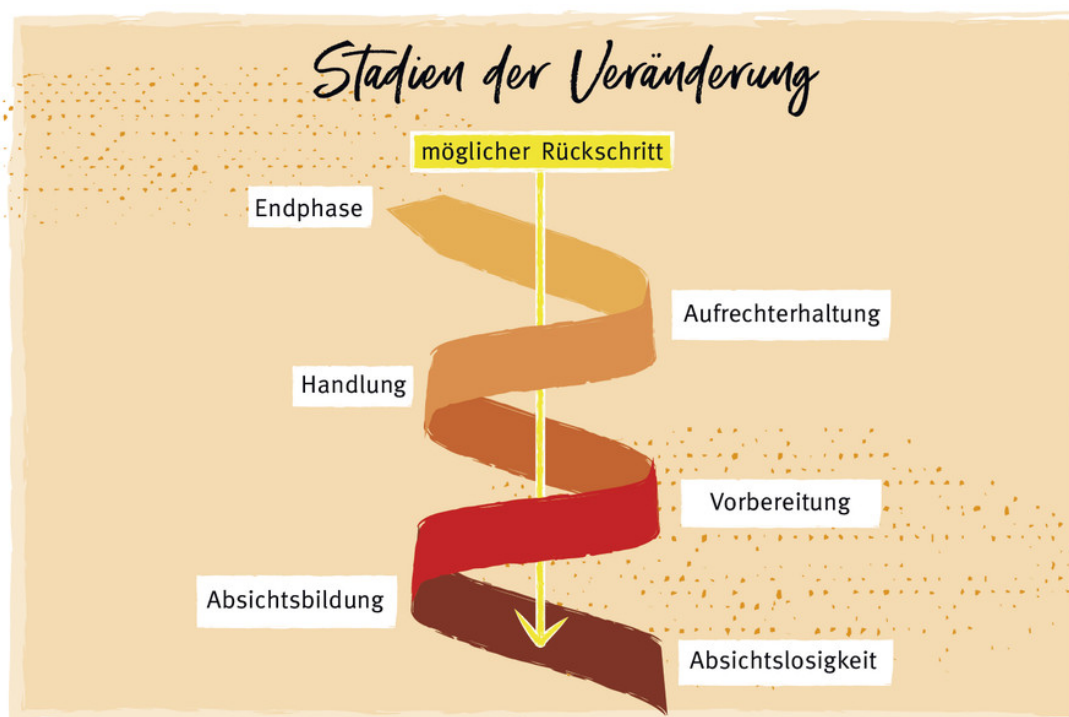 Stadien der Veränderung
möglicher Rückschritt
Endphase
Aufrechterhaltung
Handlung
Vorbereitung
Absichtsbildung
Absichtslosigkeit